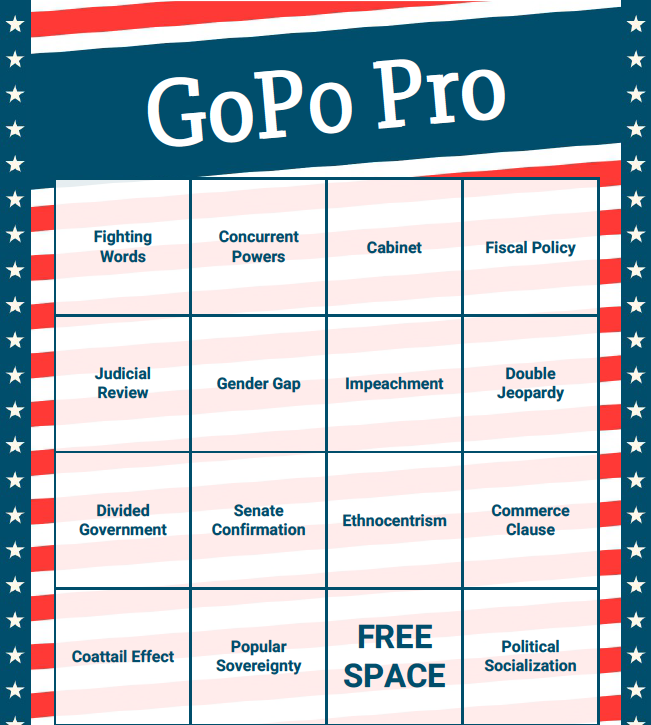 GoPo Pro
Fighting
Words
Concurrent
Powers
Cabinet
Fiscal Policy
Judicial
Review
Gender Gap
Impeachment
Double
Jeopardy
Divided
Government
Senate
Confirmation
Ethnocentrism
Commerce
Clause
Coattail Effect
Popular
Sovereignty
FREE
SPACE
Political
Socialization